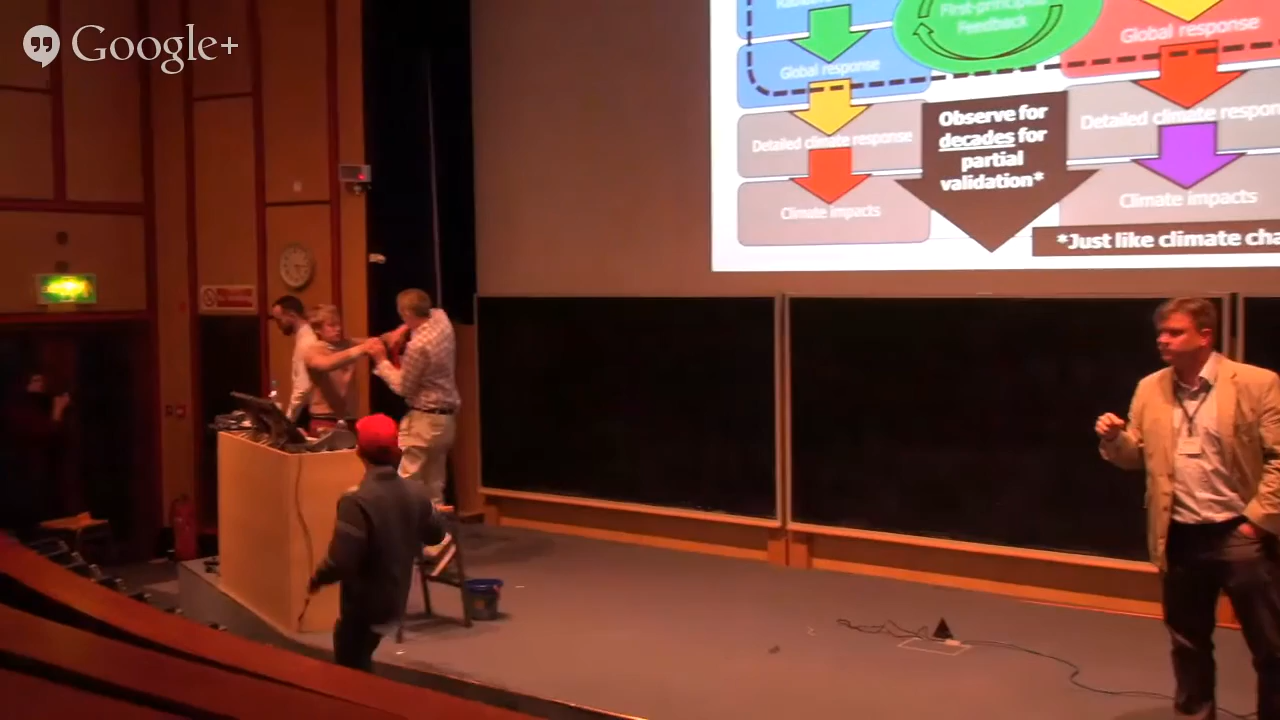 Google+
First-principles
Feedback
Global response
Global response
Observe for
decades for
partial
validation*
Detailed climate response
Detailed climate respon
Climate impacts
Climate impacts
*Just like climate cha